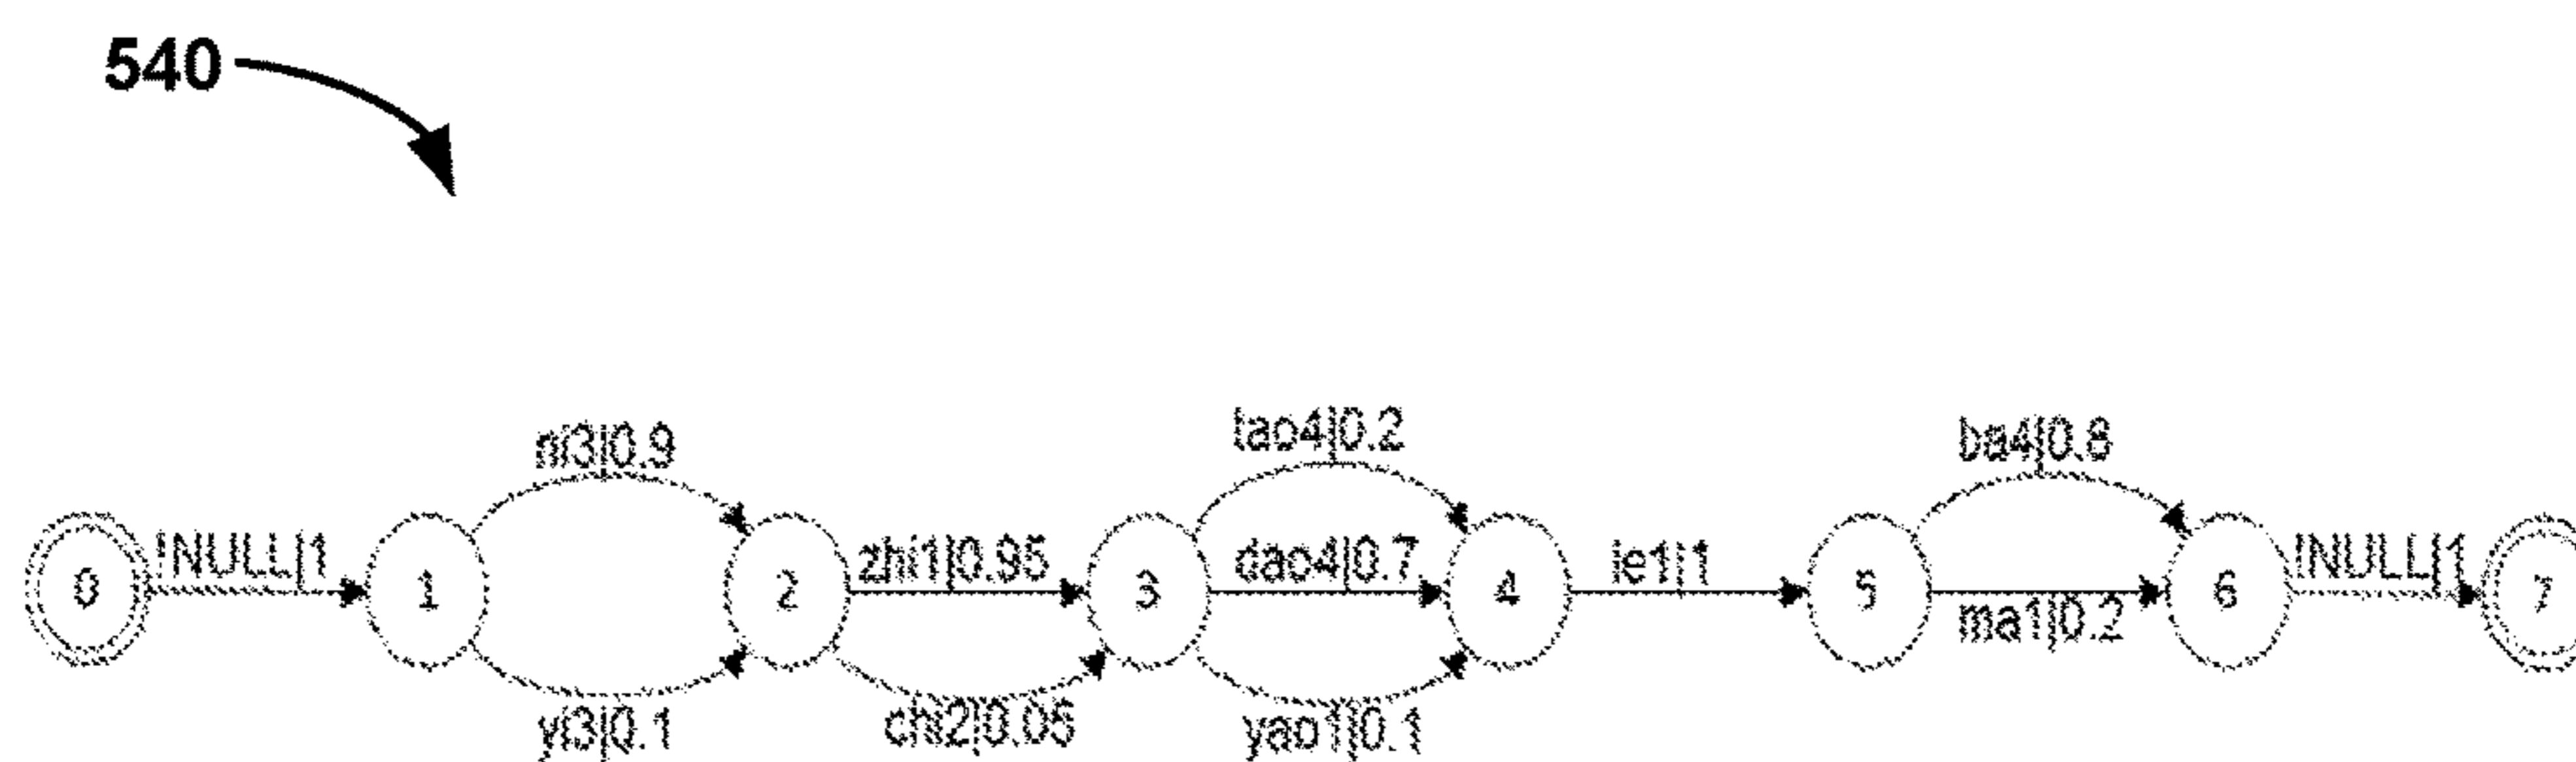 540
tao4|0.2
ni3|0.9
ba4|0.8
!NULL|1
zhi1|0.95
dao4|0.7
le1|1
!NULL|1
0
1
2
3
4
5
6
7
ma1|0.2
yi3|0.1
chi2|0.05
yao1|0.1